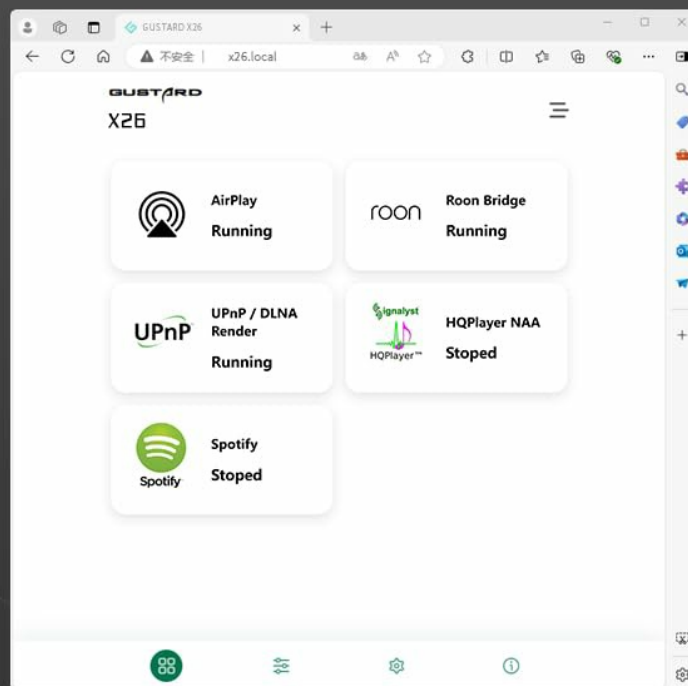 GUSTARD X26
不安全
x26.local
GUSTARD
X26
AirPlay
Running
roon
Roon Bridge
Running
UPnP
UPnP / DLNA
Render
Running
Signalyst
HQPlayer™
HQPlayer NAA
Stoped
Spotify
Spotify
Stoped